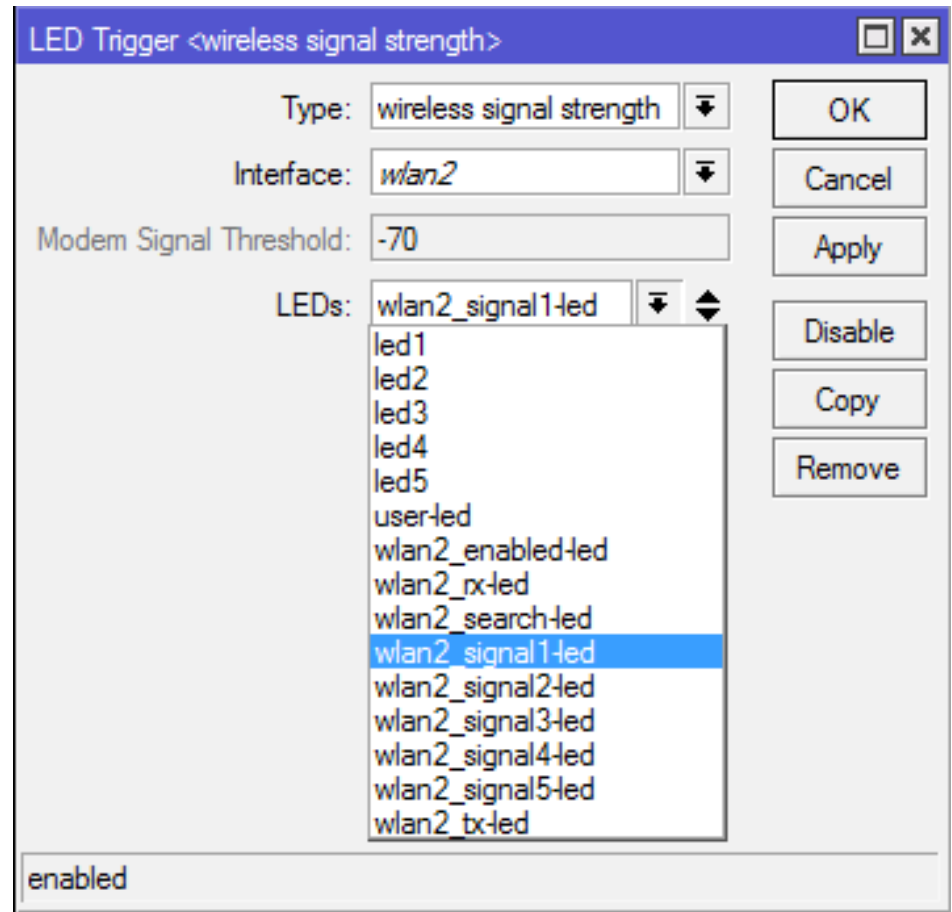 LED Trigger <wireless signal strength>
Type: wireless signal strength
OK
Interface: wlan2
Cancel
Modem Signal Threshold: -70
Apply
LEDs: wlan2_signal1-led
Disable
led1
led2
led3
Copy
led4
led5
Remove
user-led
wlan2_enabled-led
wlan2_rx-led
wlan2_search-led
wlan2_signal1-led
wlan2_signal2-led
wlan2_signal3-led
wlan2_signal4-led
wlan2_signal5-led
wlan2_tx-led
enabled